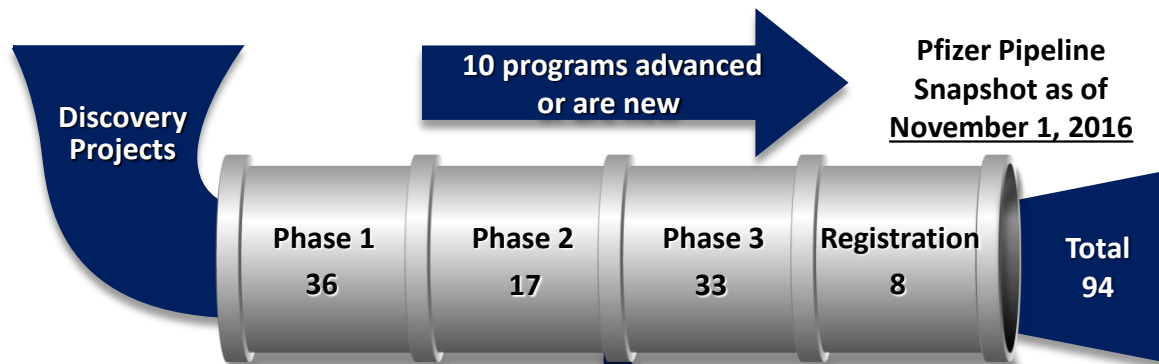 Discovery
Projects
10 programs advanced
or are new
Pfizer Pipeline
Snapshot as of
November 1, 2016
Phase 1
36
Phase 2
17
Phase 3
33
Registration
8
Total
94